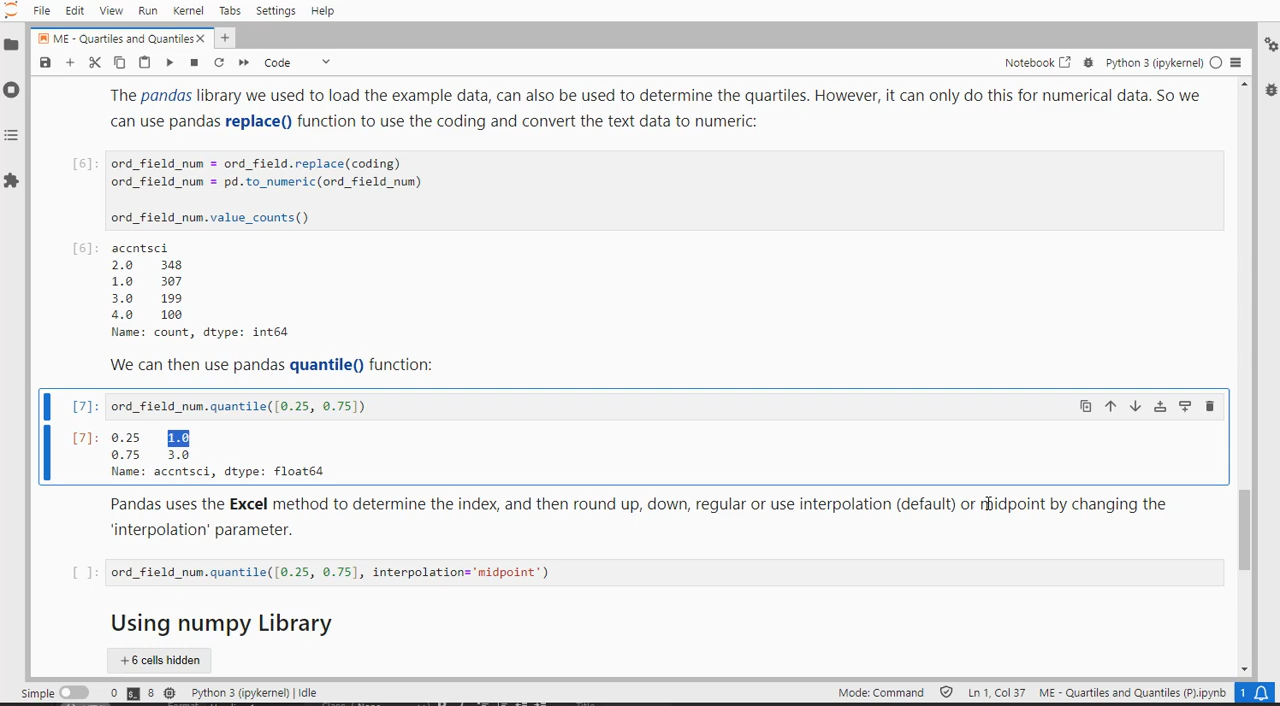 File Edit View Run Kernel Tabs Settings Help
ME - Quartiles and Quantiles
Code
Notebook
Python 3 (ipykernel)
The pandas library we used to load the example data, can also be used to determine the quartiles. However, it can only do this for numerical data. So we
can use pandas replace() function to use the coding and convert the text data to numeric:
[6]: ord_field_num = ord_field.replace(coding)
ord_field_num = pd.to_numeric(ord_field_num)
ord_field_num.value_counts()
[6]: accntsci
2.0 348
1.0 307
3.0 199
4.0 100
Name: count, dtype: int64
We can then use pandas quantile() function:
[7]: ord_field_num.quantile([0.25, 0.75])
[7]: 0.25 1.0
0.75 3.0
Name: accntsci, dtype: float64
Pandas uses the Excel method to determine the index, and then round up, down, regular or use interpolation (default) or midpoint by changing the
'interpolation' parameter.
[ ]: ord_field_num.quantile([0.25, 0.75], interpolation='midpoint')
Using numpy Library
+ 6 cells hidden
Simple 0 8 Python 3 (ipykernel) | Idle Mode: Command Ln 1, Col 37 ME - Quartiles and Quantiles (P).ipynb 1